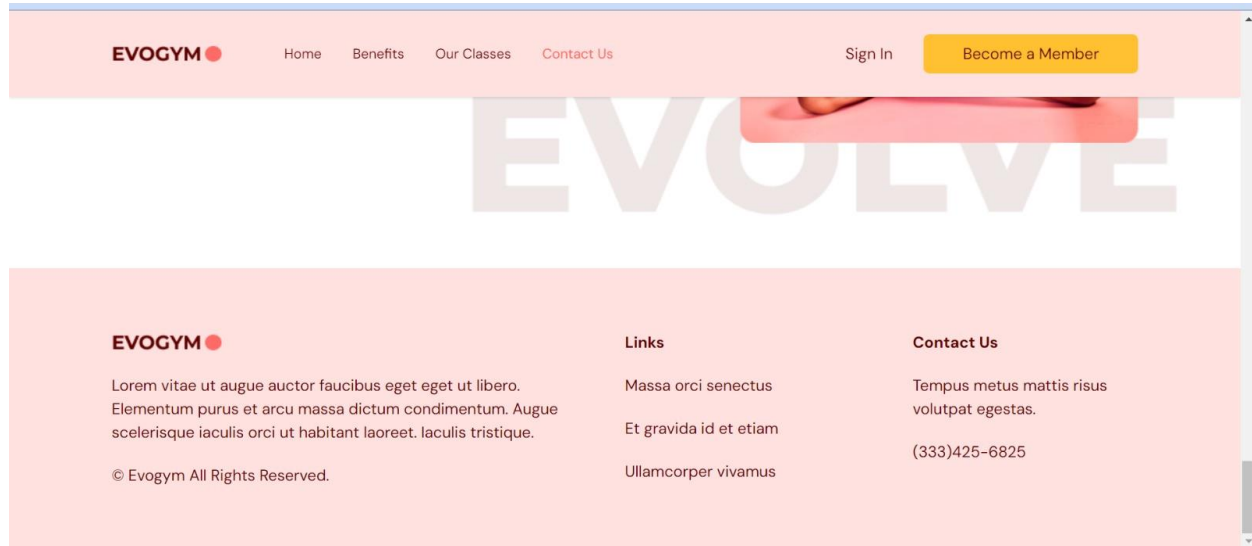 EVOGYM
Home Benefits Our Classes Contact Us
Sign In Become a Member
EVOLVE
EVOGYM
Lorem vitae ut augue auctor faucibus eget eget ut libero.
Elementum purus et arcu massa dictum condimentum. Augue
scelerisque iaculis orci ut habitant laoreet. Iaculis tristique.
© Evogym All Rights Reserved.
Links
Massa orci senectus
Et gravida id et etiam
Ullamcorper vivamus
Contact Us
Tempus metus mattis risus
volutpat egestas.
(333)425-6825